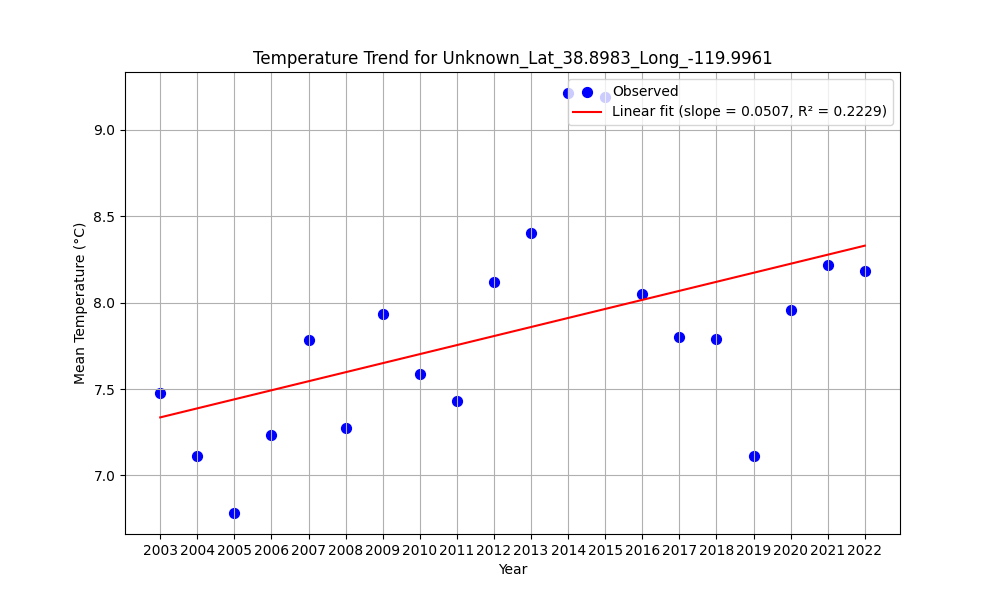 Temperature Trend for Unknown_Lat_38.8983_Long_-119.9961
Observed
Linear fit (slope = 0.0507, R² = 0.2229)
9.0
8.5
8.0
7.5
7.0
Mean Temperature (°C)
2003 2004 2005 2006 2007 2008 2009 2010 2011 2012 2013 2014 2015 2016 2017 2018 2019 2020 2021 2022
Year